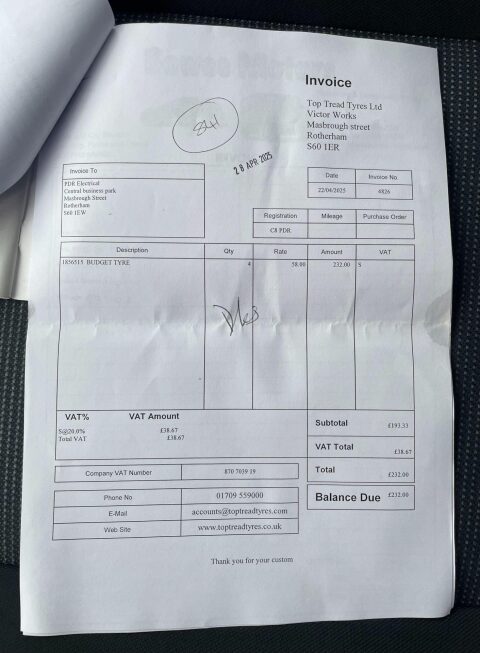 Invoice
Top Tread Tyres Ltd
Victor Works
Masbrough street
Rotherham
S60 1ER
841
28 APR 2025
Invoice To
PDR Electrical
Central business park
Masbrough Street
Rotherham
S60 1EW
Date Invoice No.
22/04/2025 4826
Registration Mileage Purchase Order
C8 PDR
Description Qty Rate Amount VAT
1856515 BUDGET TYRE 4 58.00 232.00 S
VAT% VAT Amount
S@20.0% £38.67
Total VAT £38.67
Subtotal £193.33
VAT Total £38.67
Total £232.00
Balance Due £232.00
Company VAT Number 870 7039 19
Phone No 01709 559000
E-Mail accounts@toptreadtyres.com
Web Site www.toptreadtyres.co.uk
Thank you for your custom